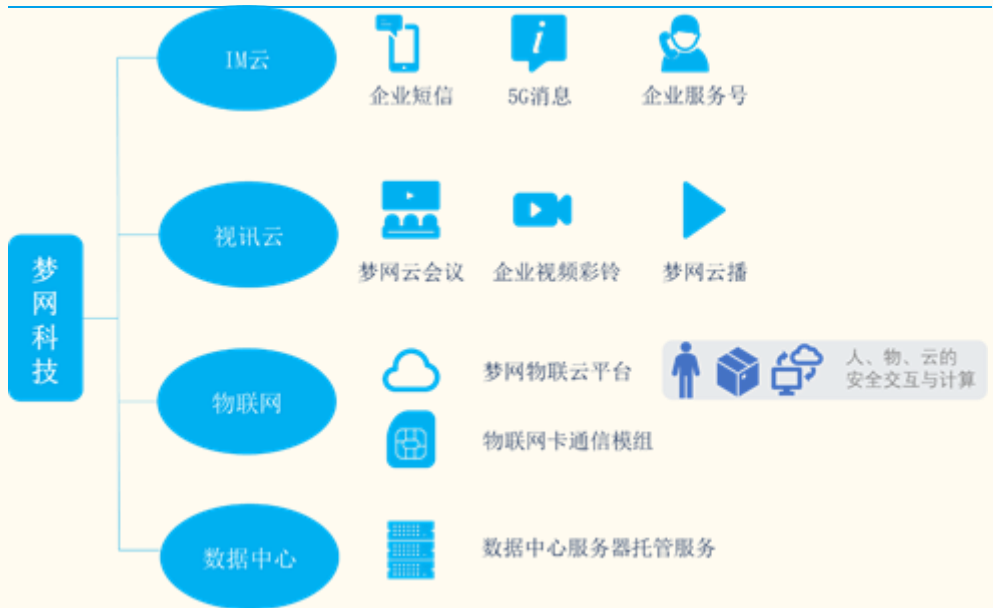 IM云
企业短信
5G消息
企业服务号
梦网科技
视讯云
梦网云会议
企业视频彩铃
梦网云播
物联网
梦网物联云平台
人、物、云的
安全交互与计算
物联网卡通信模组
数据中心
数据中心服务器托管服务